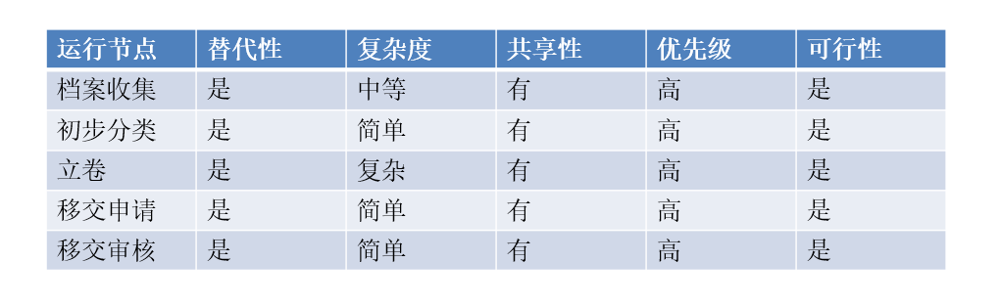 运行节点 替代性 复杂度 共享性 优先级 可行性
档案收集 是 中等 有 高 是
初步分类 是 简单 有 高 是
立卷 是 复杂 有 高 是
移交申请 是 简单 有 高 是
移交审核 是 简单 有 高 是